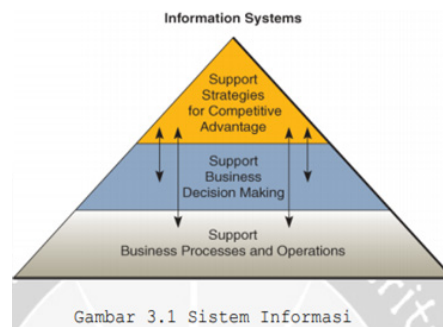 Information Systems
Support
Strategies
for Competitive
Advantage
Support
Business
Decision Making
Support
Business Processes and Operations
Gambar 3.1 Sistem Informasi